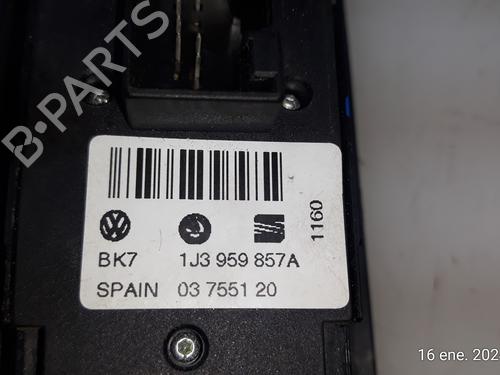 B-PARTS
1160
BK7 1J3 959 857A
SPAIN 03 7551 20
16 ene. 202